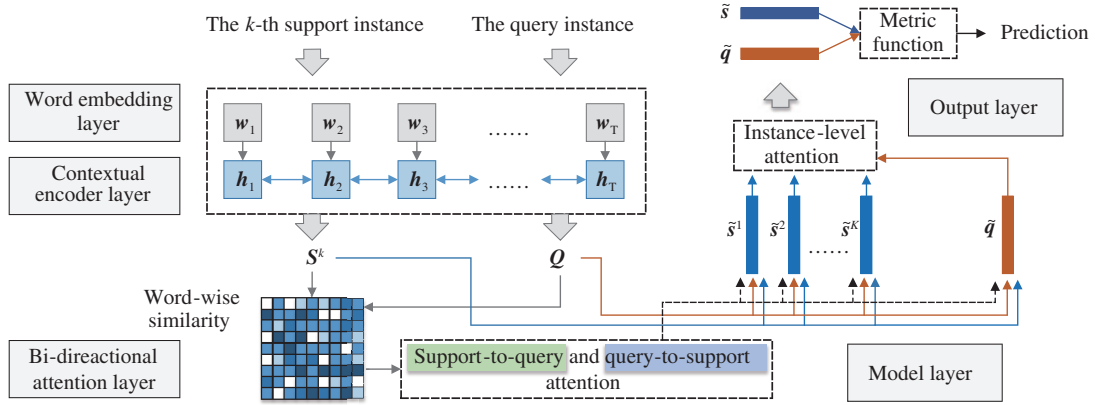 The k-th support instance
The query instance
Word embedding
layer
w1
w2
w3
......
wT
Contextual
encoder layer
h1
h2
h3
......
hT
S^k
Q
Word-wise
similarity
Bi-direactional
attention layer
Support-to-query and query-to-support
attention
s̃
q̃
Metric
function
Prediction
Output layer
Instance-level
attention
s̃^1
s̃^2
......
s̃^K
q̃
Model layer